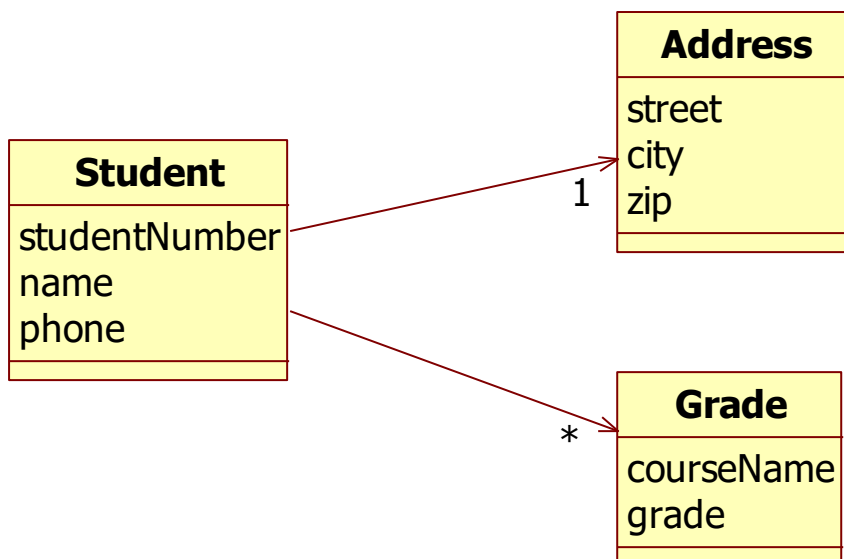 Student
studentNumber
name
phone
1
*
Address
street
city
zip
Grade
courseName
grade